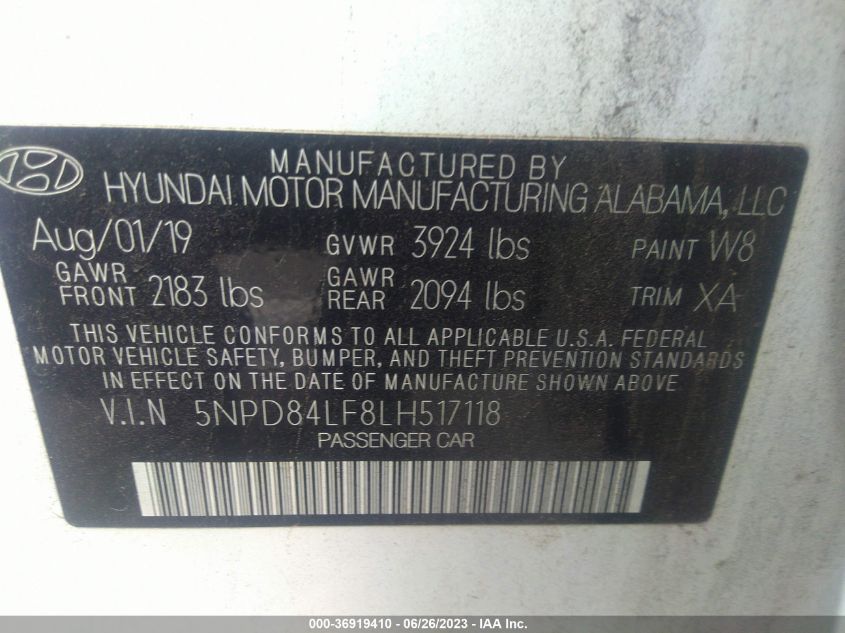 MANUFACTURED BY
HYUNDAI MOTOR MANUFACTURING ALABAMA, LLC
Aug/01/19 GVWR 3924 lbs PAINT W8
GAWR FRONT 2183 lbs GAWR REAR 2094 lbs TRIM XA
THIS VEHICLE CONFORMS TO ALL APPLICABLE U.S.A. FEDERAL
MOTOR VEHICLE SAFETY, BUMPER, AND THEFT PREVENTION STANDARDS
IN EFFECT ON THE DATE OF MANUFACTURE SHOWN ABOVE
V.I.N 5NPD84LF8LH517118
PASSENGER CAR
000-36919410 - 06/26/2023 - IAA Inc.